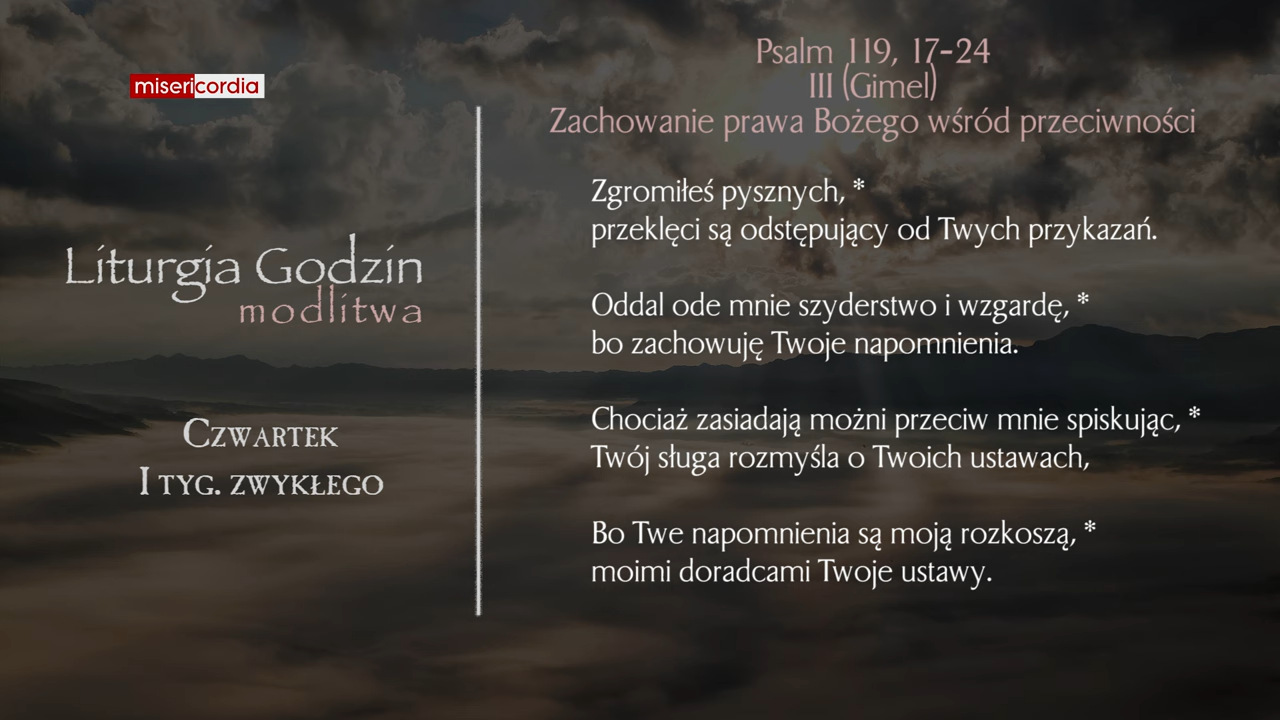 misericordia
Liturgia Godzin
modlitwa
Czwartek
I tyg. zwykłego
Psalm 119, 17-24
III (Gimel)
Zachowanie prawa Bożego wśród przeciwności
Zgromiłeś pysznych, *
przeklęci są odstępujący od Twych przykazań.
Oddal ode mnie szyderstwo i wzgardę, *
bo zachowuję Twoje napomnienia.
Chociaż zasiadają możni przeciw mnie spiskując, *
Twój sługa rozmyśla o Twoich ustawach,
Bo Twe napomnienia są moją rozkoszą, *
moimi doradcami Twoje ustawy.